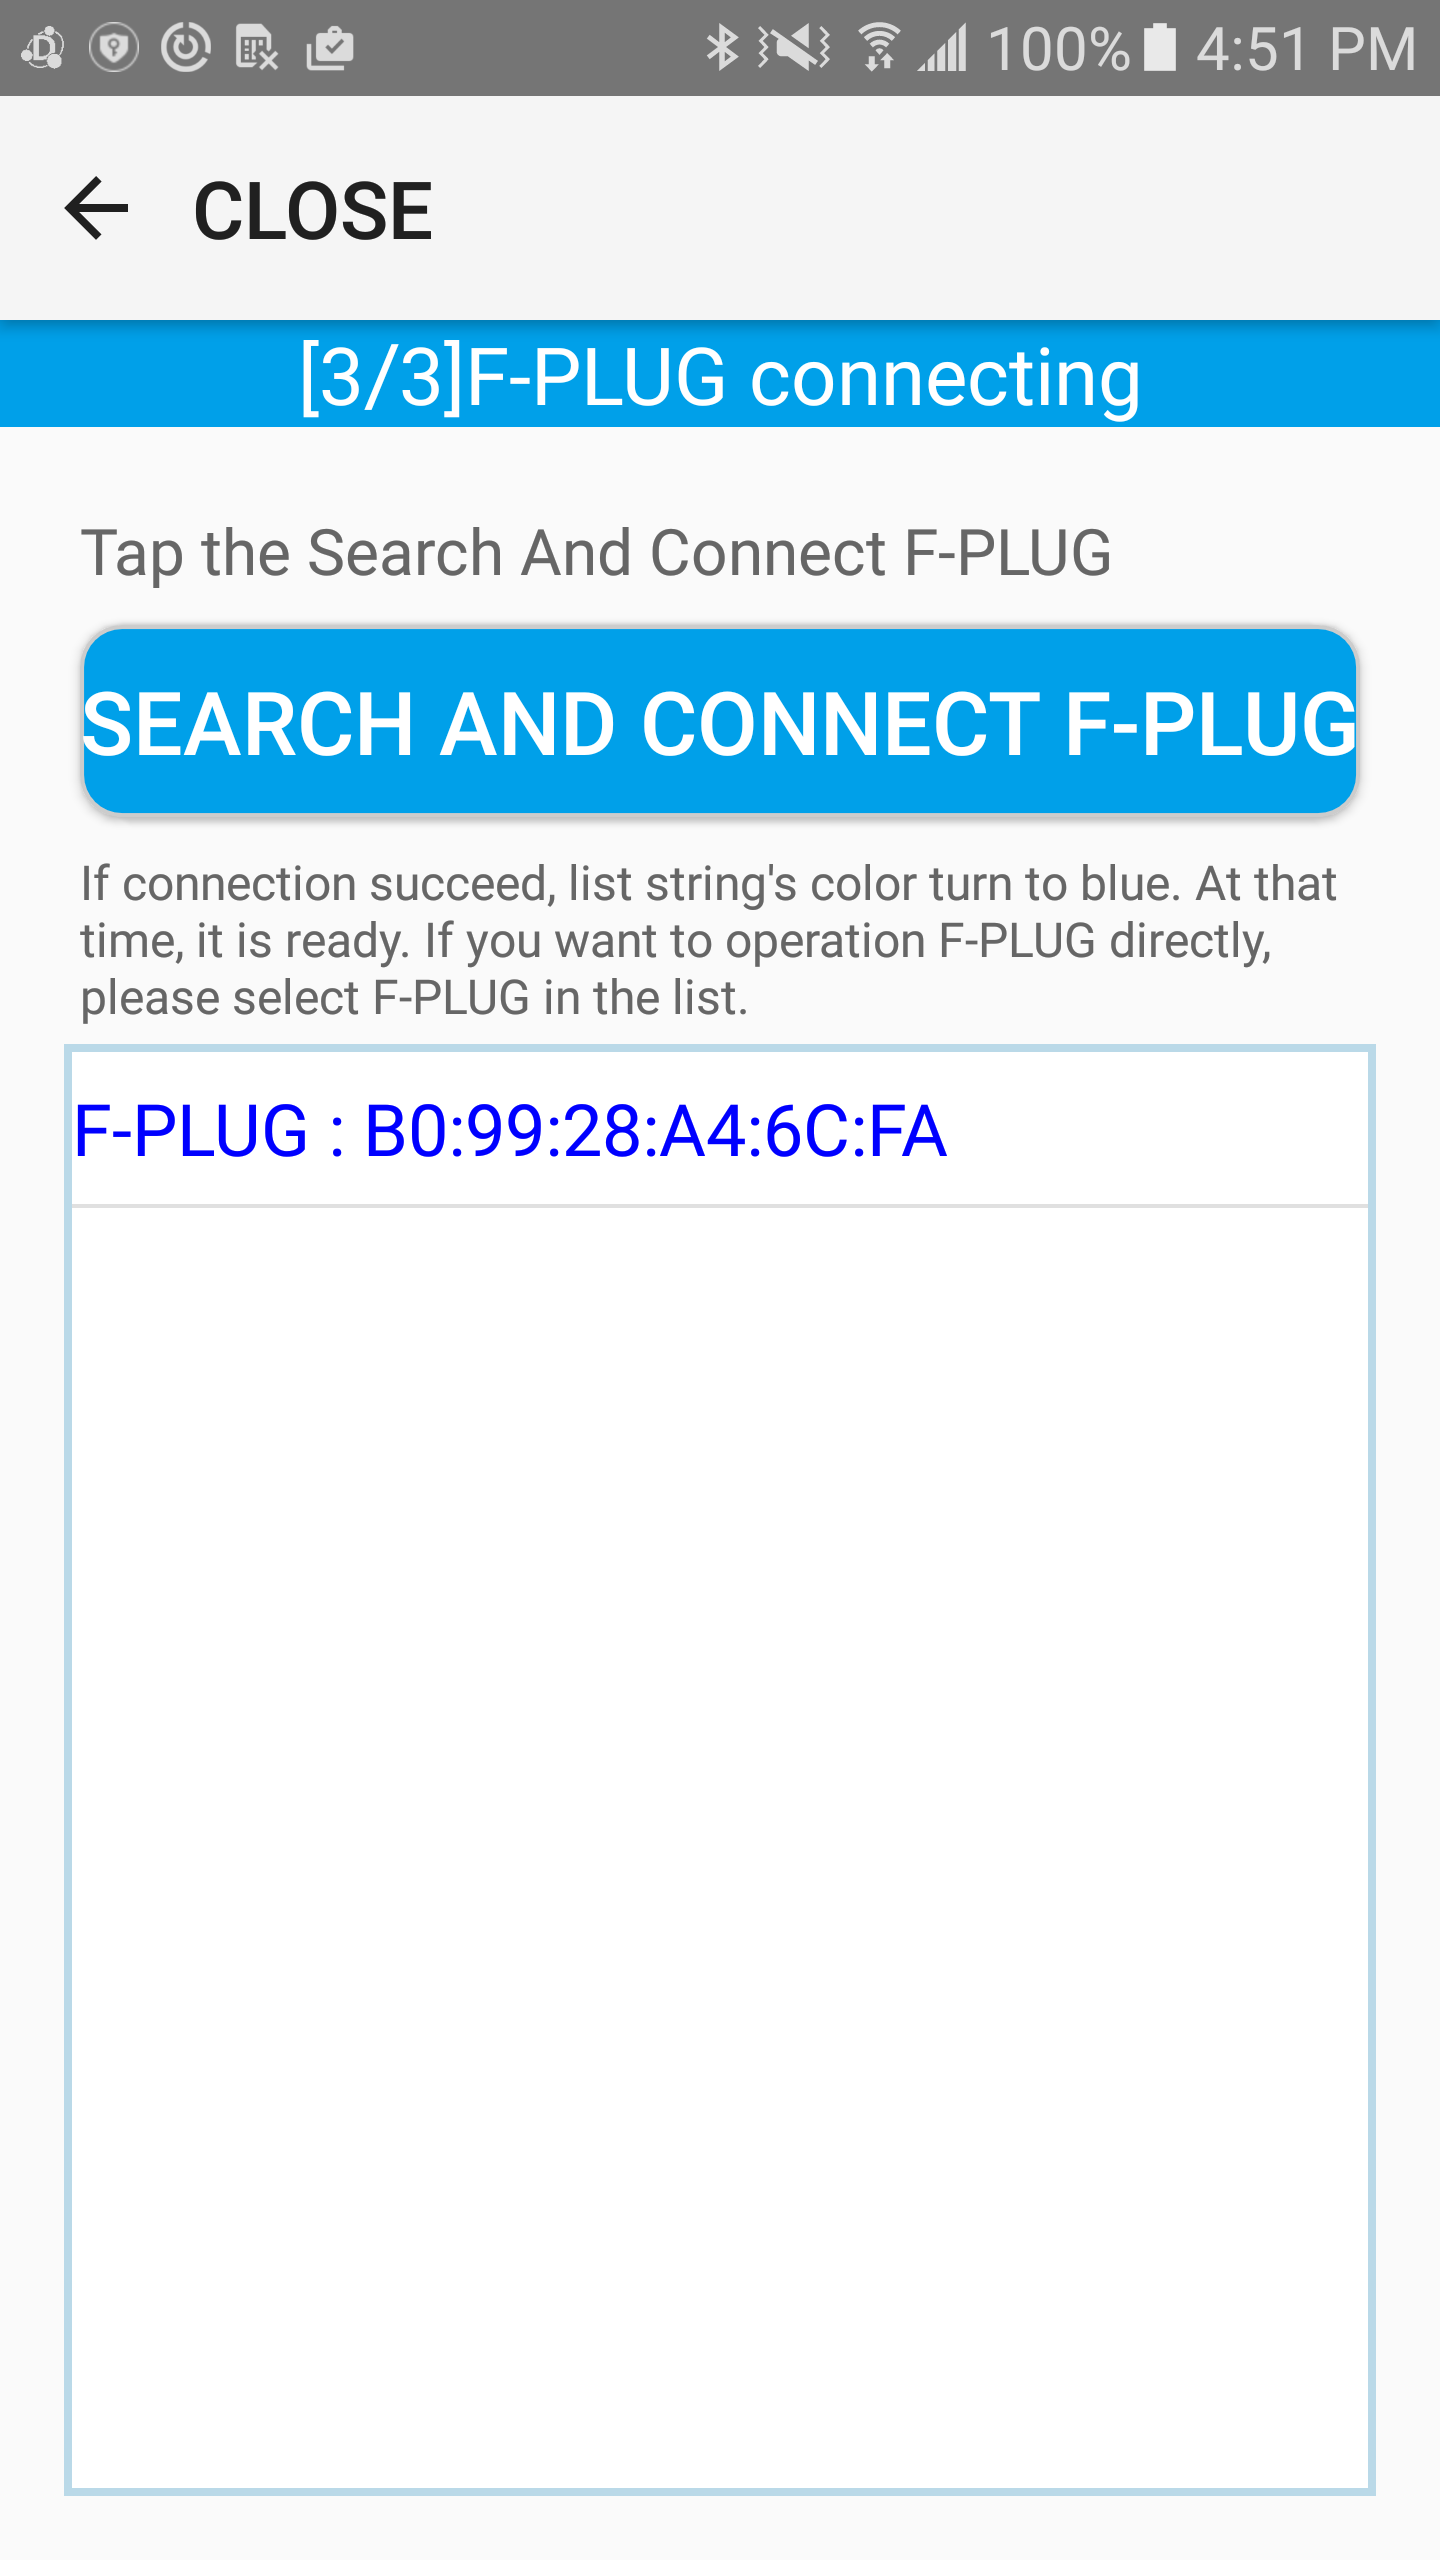 100% 4:51 PM
CLOSE
[3/3]F-PLUG connecting
Tap the Search And Connect F-PLUG
SEARCH AND CONNECT F-PLUG
If connection succeed, list string's color turn to blue. At that
time, it is ready. If you want to operation F-PLUG directly,
please select F-PLUG in the list.
F-PLUG : B0:99:28:A4:6C:FA